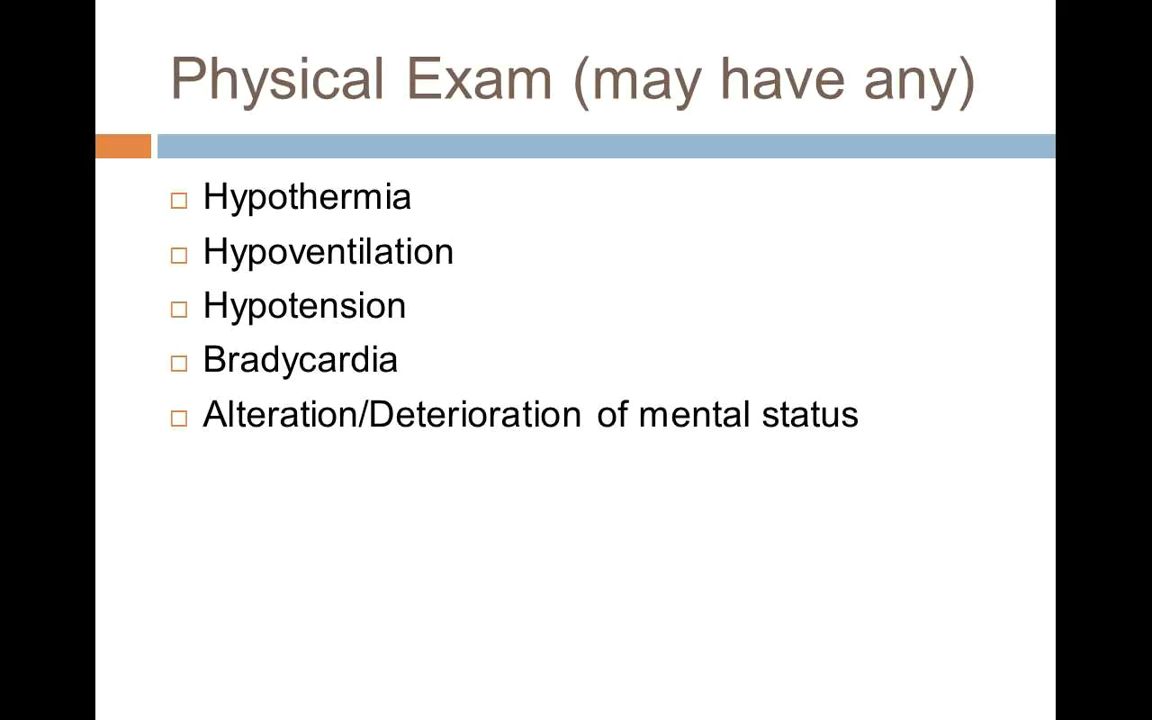 Physical Exam (may have any)
Hypothermia
Hypoventilation
Hypotension
Bradycardia
Alteration/Deterioration of mental status